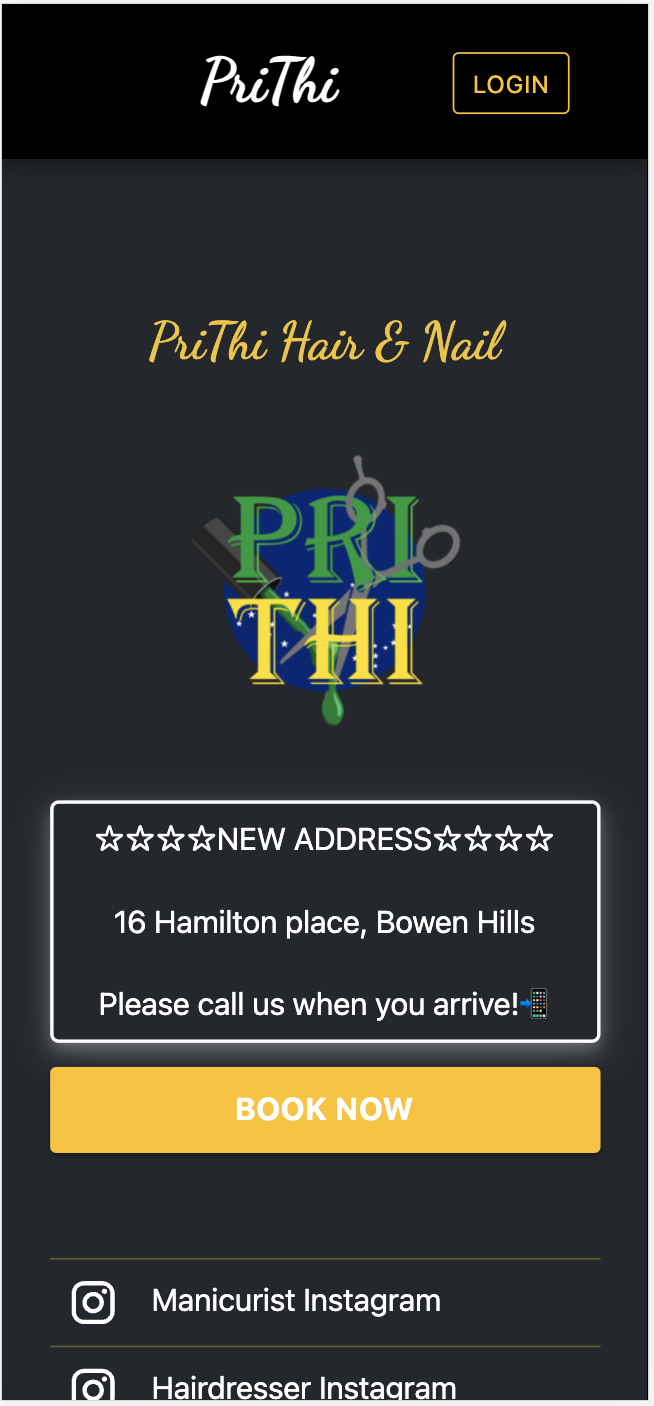 PriThi
LOGIN
PriThi Hair & Nail
PRI
THI
☆☆☆☆NEW ADDRESS☆☆☆☆
16 Hamilton place, Bowen Hills
Please call us when you arrive!📲
BOOK NOW
Manicurist Instagram
Hairdresser Instagram